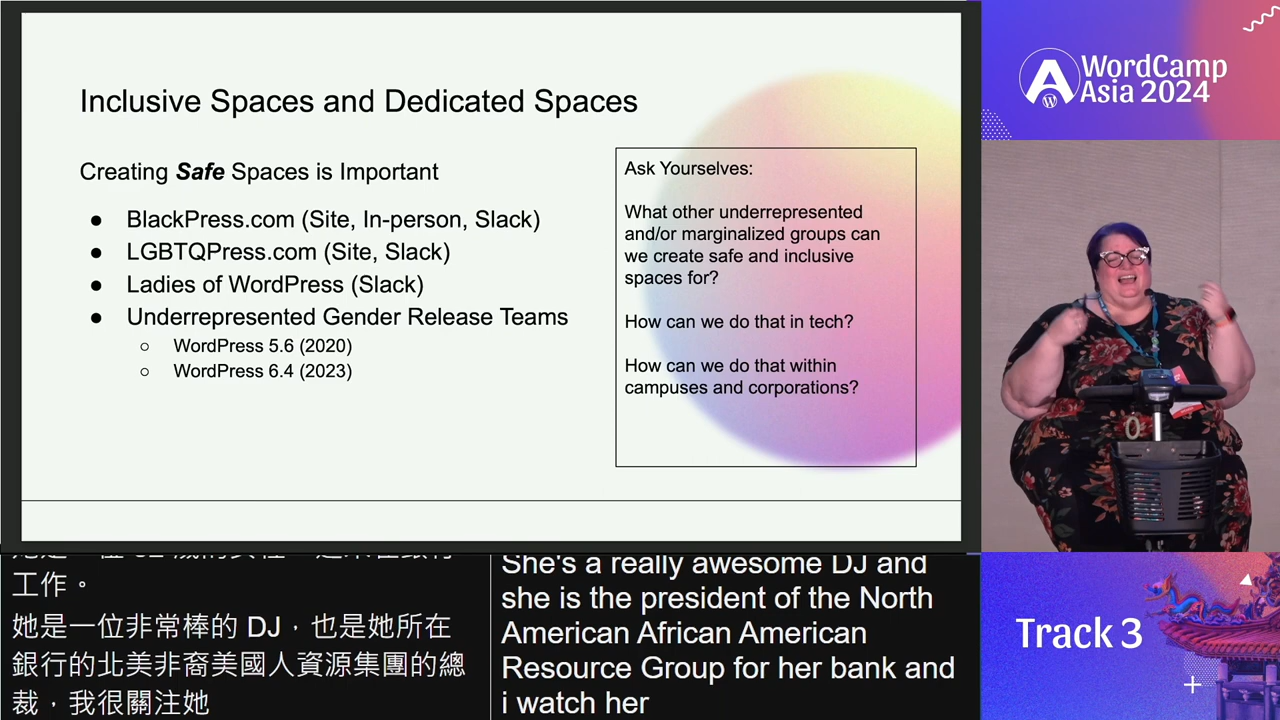 Inclusive Spaces and Dedicated Spaces
Creating Safe Spaces is Important
● BlackPress.com (Site, In-person, Slack)
● LGBTQPress.com (Site, Slack)
● Ladies of WordPress (Slack)
● Underrepresented Gender Release Teams
○ WordPress 5.6 (2020)
○ WordPress 6.4 (2023)
Ask Yourselves:
What other underrepresented
and/or marginalized groups can
we create safe and inclusive
spaces for?
How can we do that in tech?
How can we do that within
campuses and corporations?
WordCamp
Asia 2024
工作。
她是一位非常棒的 DJ，也是她所在
銀行的北美非裔美國人資源集團的總
裁，我很關注她
She's a really awesome DJ and
she is the president of the North
American African American
Resource Group for her bank and
i watch her
Track 3